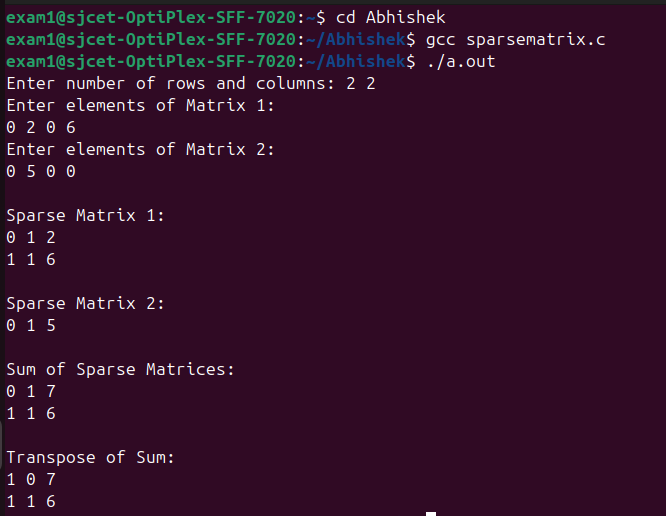 exam1@sjcet-OptiPlex-SFF-7020:~$ cd Abhishek
exam1@sjcet-OptiPlex-SFF-7020:~/Abhishek$ gcc sparsematrix.c
exam1@sjcet-OptiPlex-SFF-7020:~/Abhishek$ ./a.out
Enter number of rows and columns: 2 2
Enter elements of Matrix 1:
0 2 0 6
Enter elements of Matrix 2:
0 5 0 0

Sparse Matrix 1:
0 1 2
1 1 6

Sparse Matrix 2:
0 1 5

Sum of Sparse Matrices:
0 1 7
1 1 6

Transpose of Sum:
1 0 7
1 1 6